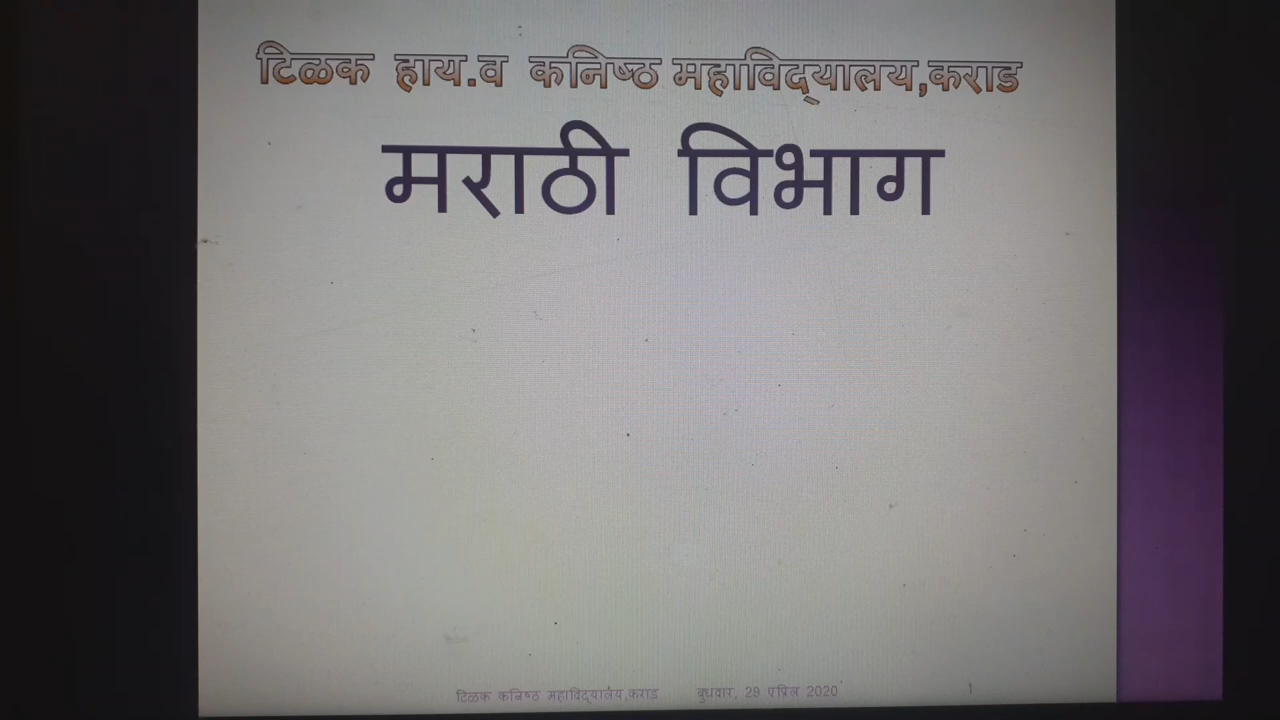 टिळक हाय.व कनिष्ठ महाविद्यालय,कराड
मराठी विभाग
टिळक कनिष्ठ महाविद्यालय,कराड बुधवार, 29 एप्रिल 2020 1